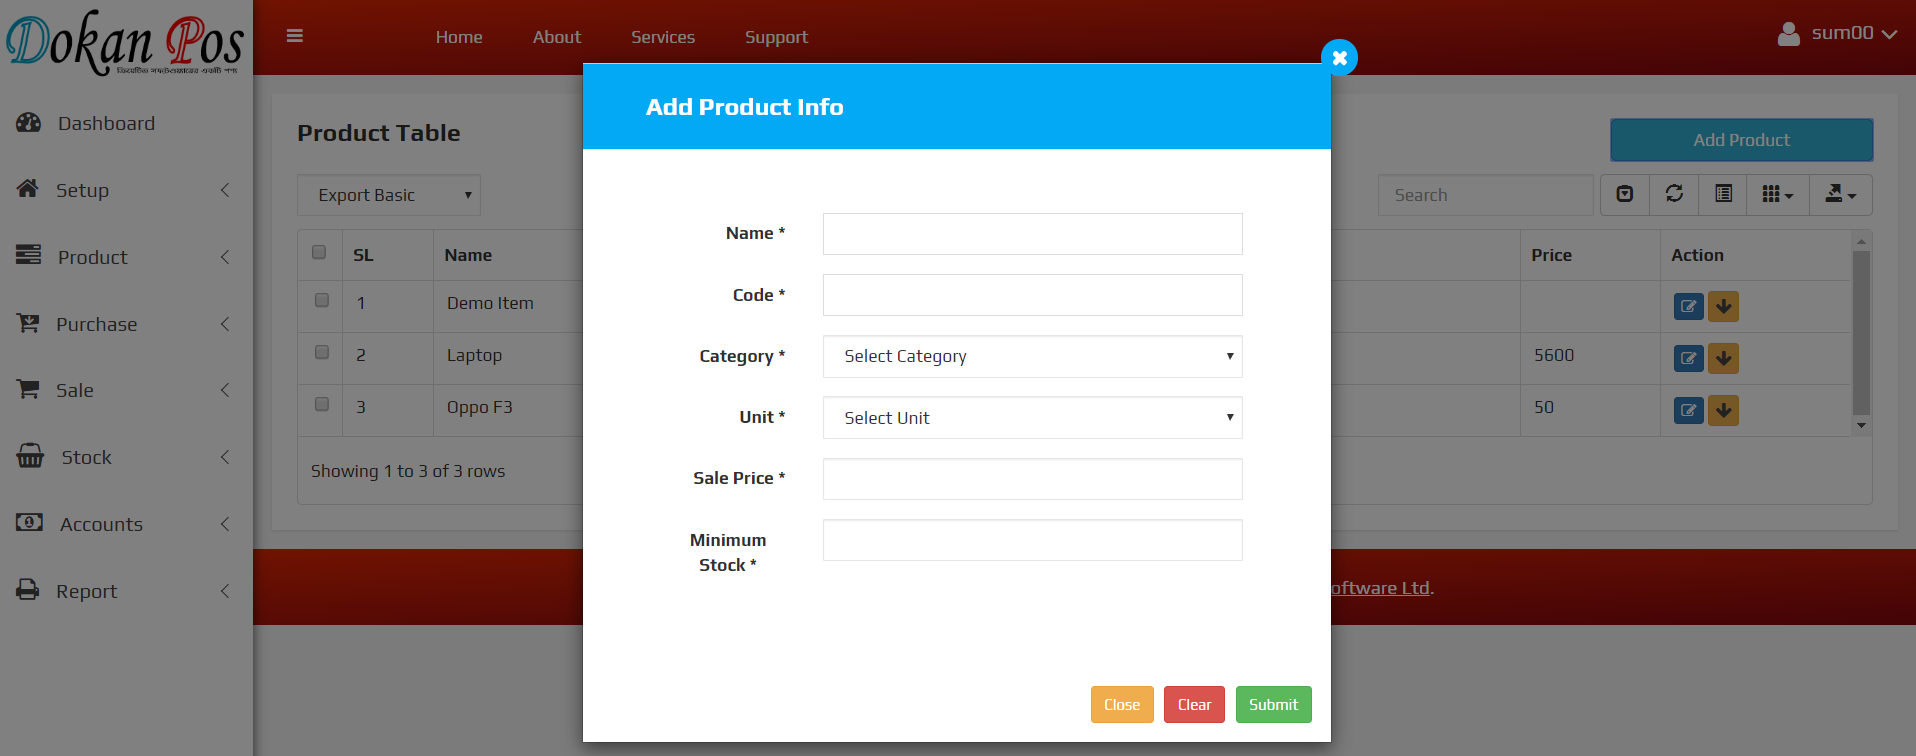 Dokan Pos
Home
About
Services
Support
sum00
Dashboard
Setup
Product
Purchase
Sale
Stock
Accounts
Report
Product Table
Add Product
Export Basic
Search
SL
Name
Price
Action
1
Demo Item
2
Laptop
5600
3
Oppo F3
50
Showing 1 to 3 of 3 rows
oftware Ltd.
Add Product Info
Name *
Code *
Category *
Select Category
Unit *
Select Unit
Sale Price *
Minimum
Stock *
Close
Clear
Submit